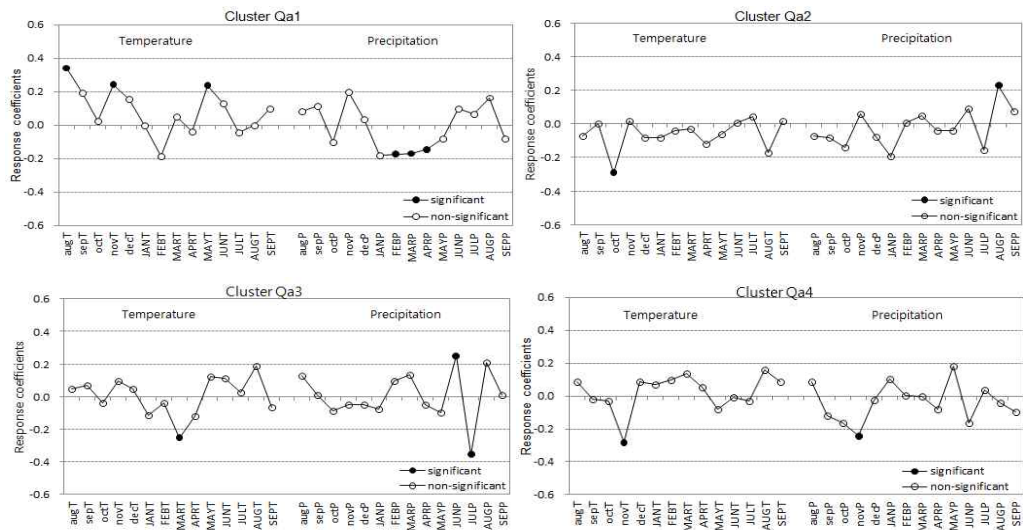 Cluster Qa1
Temperature Precipitation
Response coefficients
0.6
0.4
0.2
0.0
-0.2
-0.4
-0.6
significant
non-significant
augT sepT octT novT decT JANT FEBT MART APRT MAYT JUNT JULT AUGT SEPT augP sepP octP novP decP JANP FEBP MARP APRP MAYP JUNP JULP AUGP SEPP
Cluster Qa2
Temperature Precipitation
Response coefficients
0.6
0.4
0.2
0.0
-0.2
-0.4
-0.6
significant
non-significant
augT sepT octT novT decT JANT FEBT MART APRT MAYT JUNT JULT AUGT SEPT augP sepP octP novP decP JANP FEBP MARP APRP MAYP JUNP JULP AUGP SEPP
Cluster Qa3
Temperature Precipitation
Response coefficients
0.6
0.4
0.2
0.0
-0.2
-0.4
-0.6
significant
non-significant
augT sepT octT novT decT JANT FEBT MART APRT MAYT JUNT JULT AUGT SEPT augP sepP octP novP decP JANP FEBP MARP APRP MAYP JUNP JULP AUGP SEPP
Cluster Qa4
Temperature Precipitation
Response coefficients
0.6
0.4
0.2
0.0
-0.2
-0.4
-0.6
significant
non-significant
augT sepT octT novT decT JANT FEBT MART APRT MAYT JUNT JULT AUGT SEPT augP sepP octP novP decP JANP FEBP MARP APRP MAYP JUNP JULP AUGP SEPP